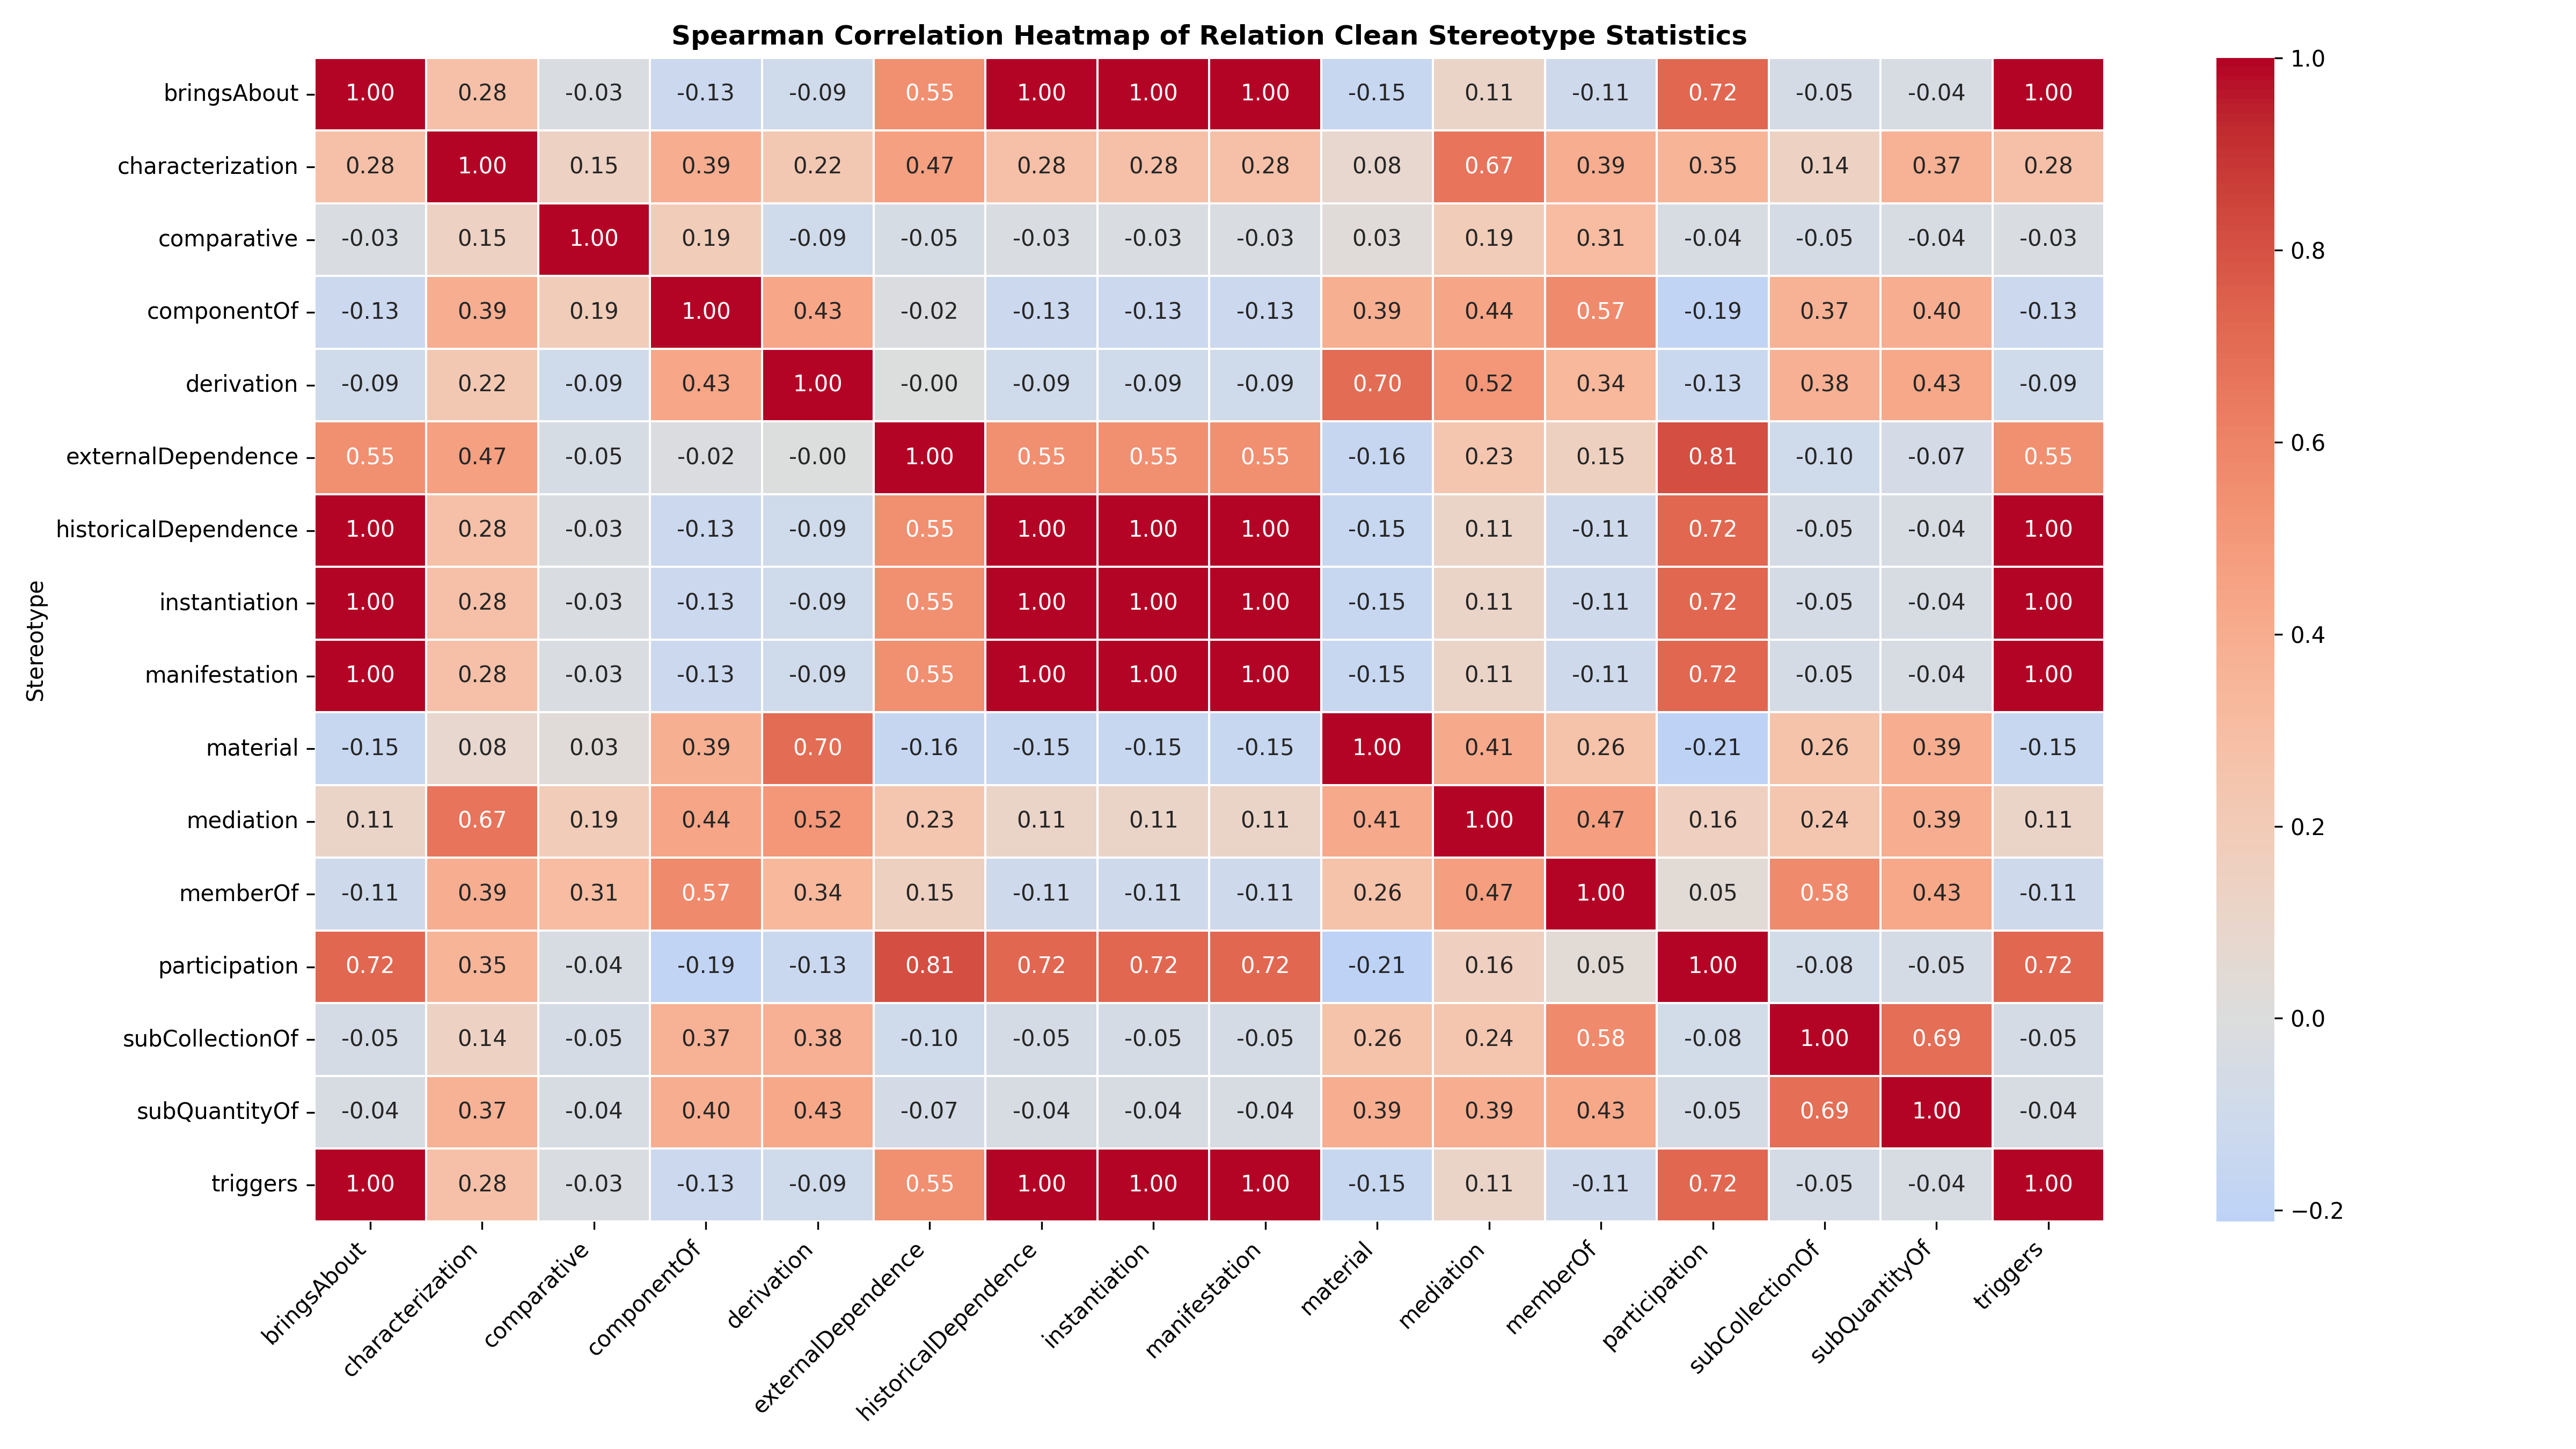 Spearman Correlation Heatmap of Relation Clean Stereotype Statistics
Stereotype
bringsAbout 1.00 0.28 -0.03 -0.13 -0.09 0.55 1.00 1.00 1.00 -0.15 0.11 -0.11 0.72 -0.05 -0.04 1.00
characterization 0.28 1.00 0.15 0.39 0.22 0.47 0.28 0.28 0.28 0.08 0.67 0.39 0.35 0.14 0.37 0.28
comparative -0.03 0.15 1.00 0.19 -0.09 -0.05 -0.03 -0.03 -0.03 0.03 0.19 0.31 -0.04 -0.05 -0.04 -0.03
componentOf -0.13 0.39 0.19 1.00 0.43 -0.02 -0.13 -0.13 -0.13 0.39 0.44 0.57 -0.19 0.37 0.40 -0.13
derivation -0.09 0.22 -0.09 0.43 1.00 -0.00 -0.09 -0.09 -0.09 0.70 0.52 0.34 -0.13 0.38 0.43 -0.09
externalDependence 0.55 0.47 -0.05 -0.02 -0.00 1.00 0.55 0.55 0.55 -0.16 0.23 0.15 0.81 -0.10 -0.07 0.55
historicalDependence 1.00 0.28 -0.03 -0.13 -0.09 0.55 1.00 1.00 1.00 -0.15 0.11 -0.11 0.72 -0.05 -0.04 1.00
instantiation 1.00 0.28 -0.03 -0.13 -0.09 0.55 1.00 1.00 1.00 -0.15 0.11 -0.11 0.72 -0.05 -0.04 1.00
manifestation 1.00 0.28 -0.03 -0.13 -0.09 0.55 1.00 1.00 1.00 -0.15 0.11 -0.11 0.72 -0.05 -0.04 1.00
material -0.15 0.08 0.03 0.39 0.70 -0.16 -0.15 -0.15 -0.15 1.00 0.41 0.26 -0.21 0.26 0.39 -0.15
mediation 0.11 0.67 0.19 0.44 0.52 0.23 0.11 0.11 0.11 0.41 1.00 0.47 0.16 0.24 0.39 0.11
memberOf -0.11 0.39 0.31 0.57 0.34 0.15 -0.11 -0.11 -0.11 0.26 0.47 1.00 0.05 0.58 0.43 -0.11
participation 0.72 0.35 -0.04 -0.19 -0.13 0.81 0.72 0.72 0.72 -0.21 0.16 0.05 1.00 -0.08 -0.05 0.72
subCollectionOf -0.05 0.14 -0.05 0.37 0.38 -0.10 -0.05 -0.05 -0.05 0.26 0.24 0.58 -0.08 1.00 0.69 -0.05
subQuantityOf -0.04 0.37 -0.04 0.40 0.43 -0.07 -0.04 -0.04 -0.04 0.39 0.39 0.43 -0.05 0.69 1.00 -0.04
triggers 1.00 0.28 -0.03 -0.13 -0.09 0.55 1.00 1.00 1.00 -0.15 0.11 -0.11 0.72 -0.05 -0.04 1.00
bringsAbout characterization comparative componentOf derivation externalDependence historicalDependence instantiation manifestation material mediation memberOf participation subCollectionOf subQuantityOf triggers
1.0
0.8
0.6
0.4
0.2
0.0
−0.2